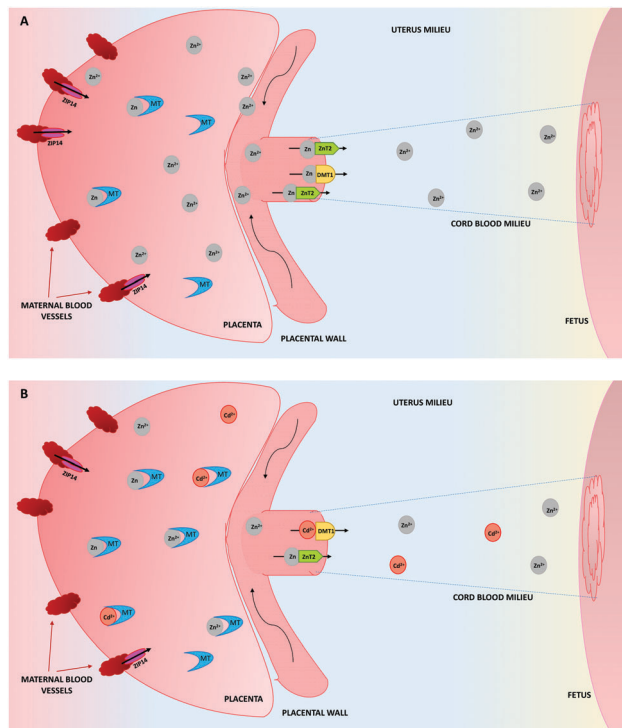 A
UTERUS MILIEU
Zn²⁺
Zn²⁺
Zn²⁺
ZIP14
Zn
MT
Zn²⁺
MT
ZIP14
Zn²⁺
Zn
ZnT2
Zn²⁺
Zn²⁺
Zn²⁺
Zn²⁺
Zn
DMT1
Zn
MT
Zn²⁺
Zn²⁺
Zn
ZnT2
Zn²⁺
Zn²⁺
CORD BLOOD MILIEU
Zn²⁺
Zn²⁺
ZIP14
MT
MATERNAL BLOOD
VESSELS
PLACENTA
PLACENTAL WALL
FETUS
B
UTERUS MILIEU
Cd²⁺
Zn²⁺
ZIP14
Zn
MT
Cd²⁺
MT
Zn²⁺
Cd²⁺
DMT1
Zn²⁺
Zn²⁺
Cd²⁺
Zn
MT
Zn²⁺
MT
Zn
ZnT2
Cd²⁺
Zn²⁺
CORD BLOOD MILIEU
Cd²⁺
MT
Zn²⁺
MT
ZIP14
MT
MATERNAL BLOOD
VESSELS
PLACENTA
PLACENTAL WALL
FETUS